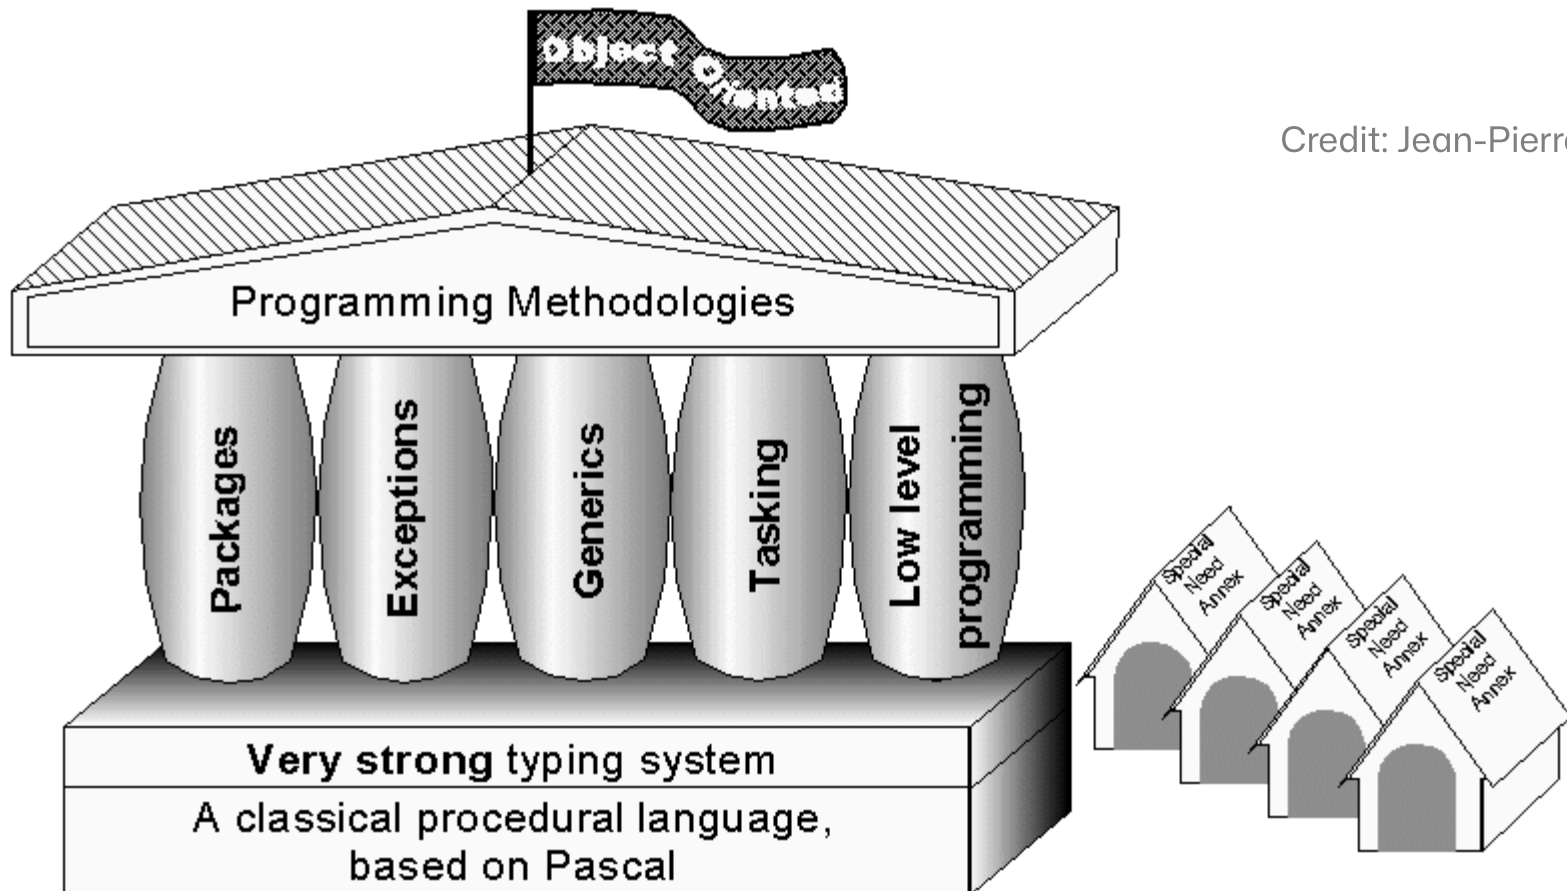 Object Oriented
Credit: Jean-Pierre
Programming Methodologies
Packages
Exceptions
Generics
Tasking
Low level
programming
Special
Need
Annex
Special
Need
Annex
Special
Need
Annex
Special
Need
Annex
Very strong typing system
A classical procedural language,
based on Pascal